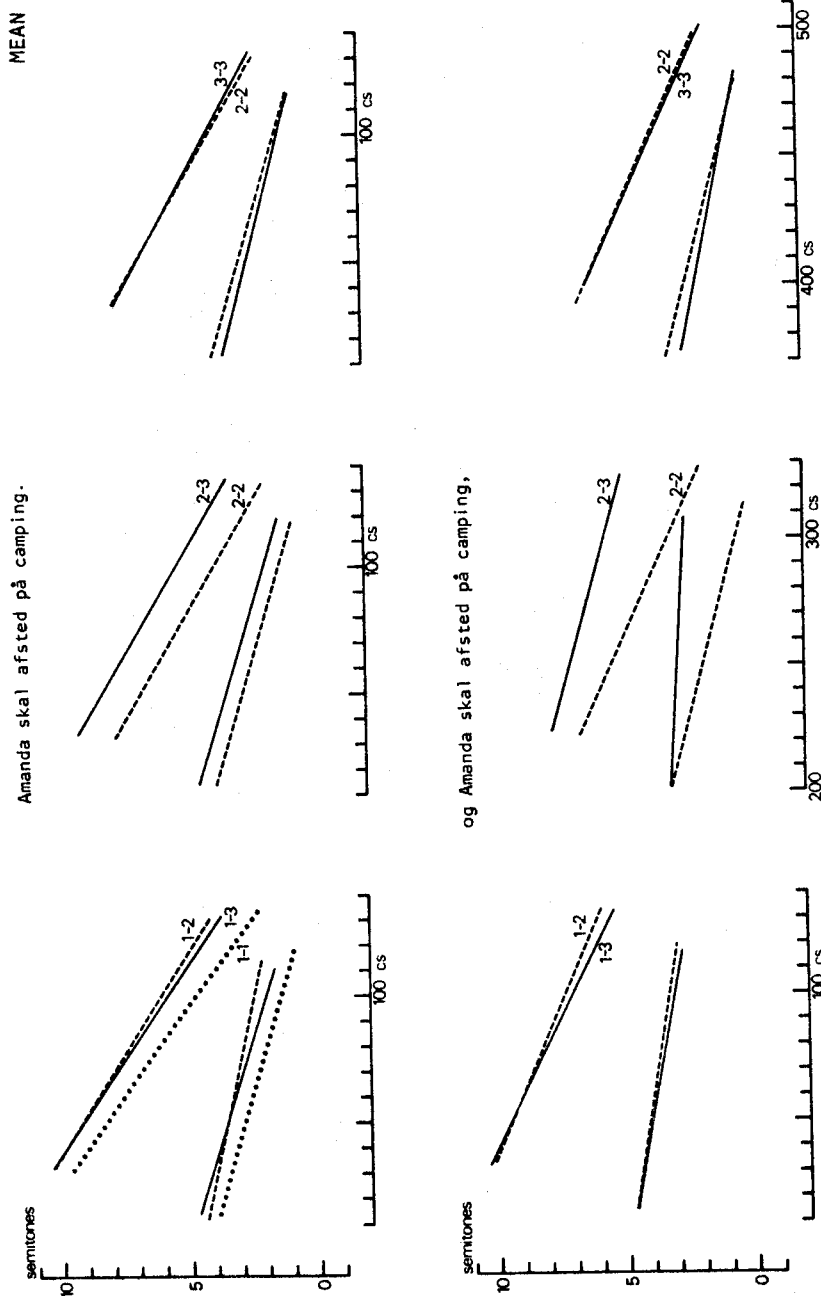 MEAN
Amanda skal afsted på camping.
semitones
10
5
0
1-2
1-3
1-1
100 cs
2-3
2-2
100 cs
3-3
2-2
100 cs
og Amanda skal afsted på camping,
semitones
10
5
0
1-2
1-3
100 cs
2-3
2-2
200 300 cs
2-2
3-3
400 cs 500